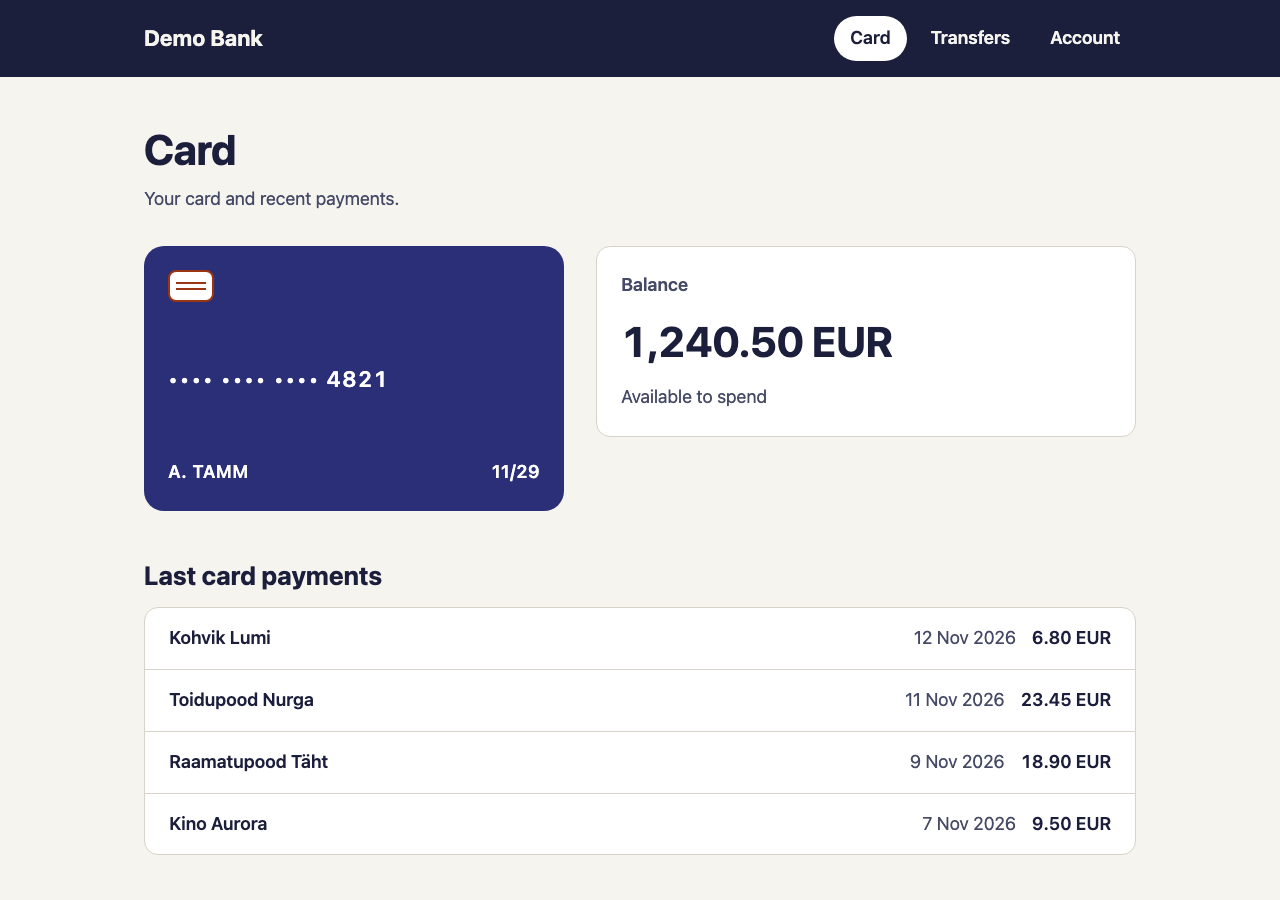 Demo Bank
Card
Transfers
Account
Card
Your card and recent payments.
•••• •••• •••• 4821
A. TAMM
11/29
Balance
1,240.50 EUR
Available to spend
Last card payments
Kohvik Lumi 12 Nov 2026 6.80 EUR
Toidupood Nurga 11 Nov 2026 23.45 EUR
Raamatupood Täht 9 Nov 2026 18.90 EUR
Kino Aurora 7 Nov 2026 9.50 EUR